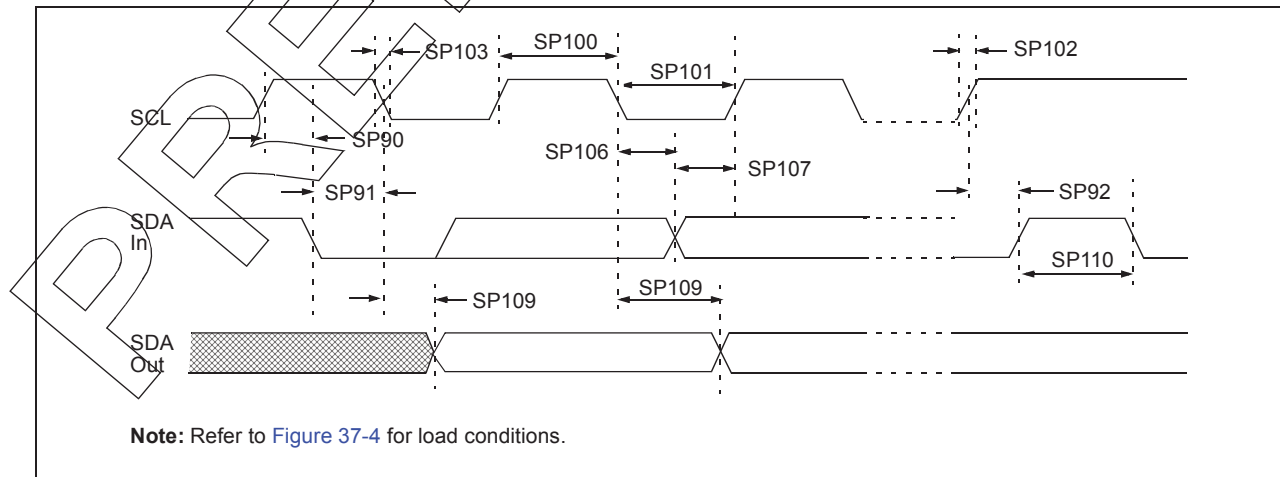 SP103
SP100
SP102
SP101
SCL
SP90
SP106
SP107
SP91
SP92
SDA
In
SP110
SP109
SP109
SDA
Out
Note: Refer to Figure 37-4 for load conditions.
PRE